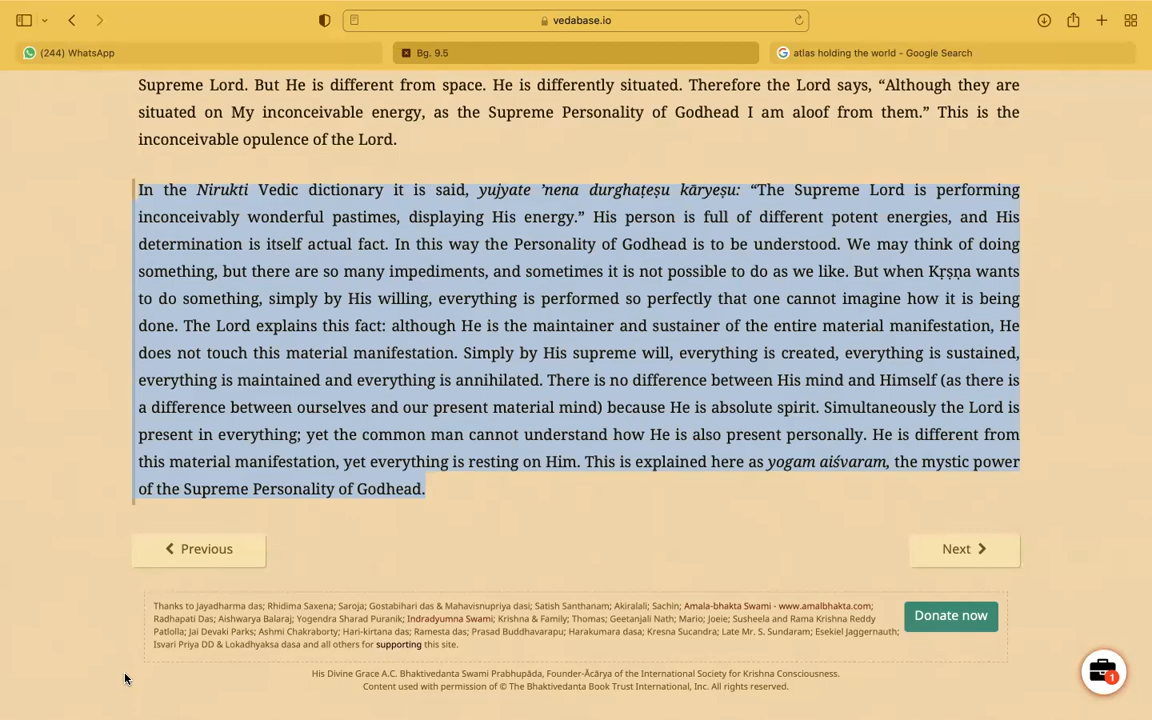 vedabase.io
(244) WhatsApp
Bg. 9.5
atlas holding the world - Google Search
Supreme Lord. But He is different from space. He is differently situated. Therefore the Lord says, “Although they are
situated on My inconceivable energy, as the Supreme Personality of Godhead I am aloof from them.” This is the
inconceivable opulence of the Lord.
In the Nirukti Vedic dictionary it is said, yujyate ’nena durghaṭeṣu kāryeṣu: “The Supreme Lord is performing
inconceivably wonderful pastimes, displaying His energy.” His person is full of different potent energies, and His
determination is itself actual fact. In this way the Personality of Godhead is to be understood. We may think of doing
something, but there are so many impediments, and sometimes it is not possible to do as we like. But when Kṛṣṇa wants
to do something, simply by His willing, everything is performed so perfectly that one cannot imagine how it is being
done. The Lord explains this fact: although He is the maintainer and sustainer of the entire material manifestation, He
does not touch this material manifestation. Simply by His supreme will, everything is created, everything is sustained,
everything is maintained and everything is annihilated. There is no difference between His mind and Himself (as there is
a difference between ourselves and our present material mind) because He is absolute spirit. Simultaneously the Lord is
present in everything; yet the common man cannot understand how He is also present personally. He is different from
this material manifestation, yet everything is resting on Him. This is explained here as yogam aiśvaram, the mystic power
of the Supreme Personality of Godhead.
Previous
Next
Thanks to Jayadharma das; Rhidima Saxena; Saroja; Gostabihari das & Mahavisnupriya dasi; Satish Santhanam; Akiralali; Sachin; Amala-bhakta Swami - www.amalbhakta.com;
Radhapati Das; Aishwarya Balaraj; Yogendra Sharad Puranik; Indradyumna Swami; Krishna & Family; Thomas; Geetanjali Nath; Mario; Joeie; Susheela and Rama Krishna Reddy
Patlolla; Jai Devaki Parks; Ashmi Chakraborty; Hari-kirtana das; Ramesta das; Prasad Buddhavarapu; Harakumara dasa; Kresna Sucandra; Late Mr. S. Sundaram; Esekiel Jaggernauth;
Isvari Priya DD & Lokadhyaksa dasa and all others for supporting this site.
Donate now
His Divine Grace A.C. Bhaktivedanta Swami Prabhupāda, Founder-Ācārya of the International Society for Krishna Consciousness.
Content used with permission of © The Bhaktivedanta Book Trust International, Inc. All rights reserved.
1